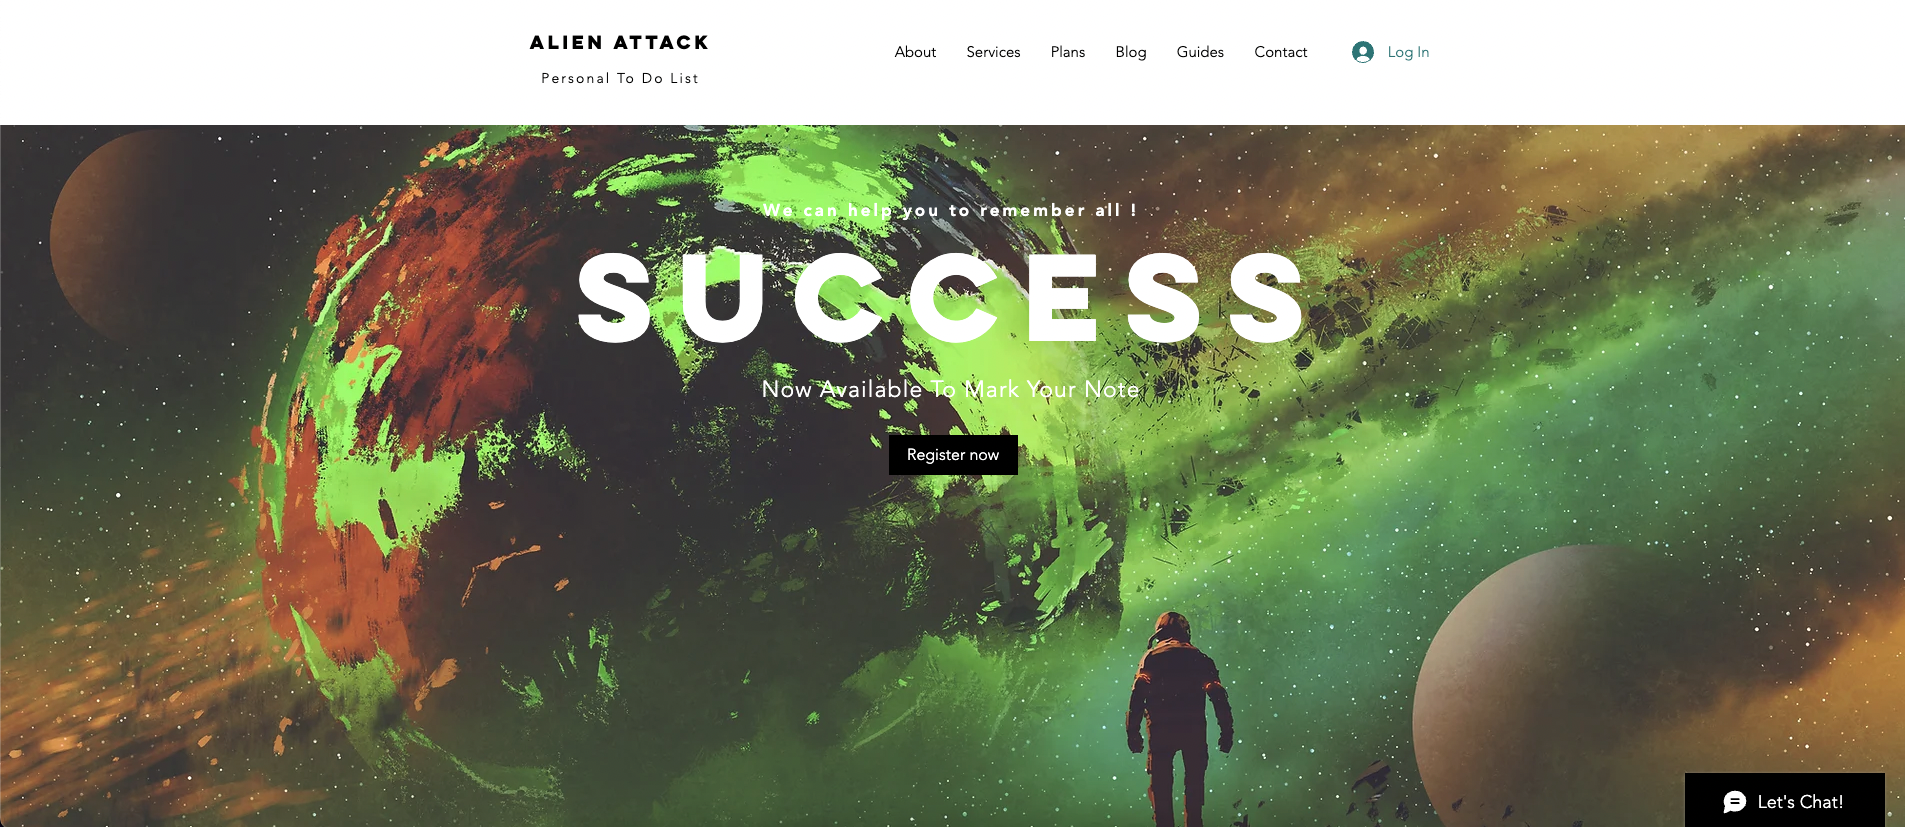 ALIEN ATTACK
Personal To Do List
About Services Plans Blog Guides Contact Log In
We can help you to remember all !
SUCCESS
Now Available To Mark Your Note
Register now
Let's Chat!